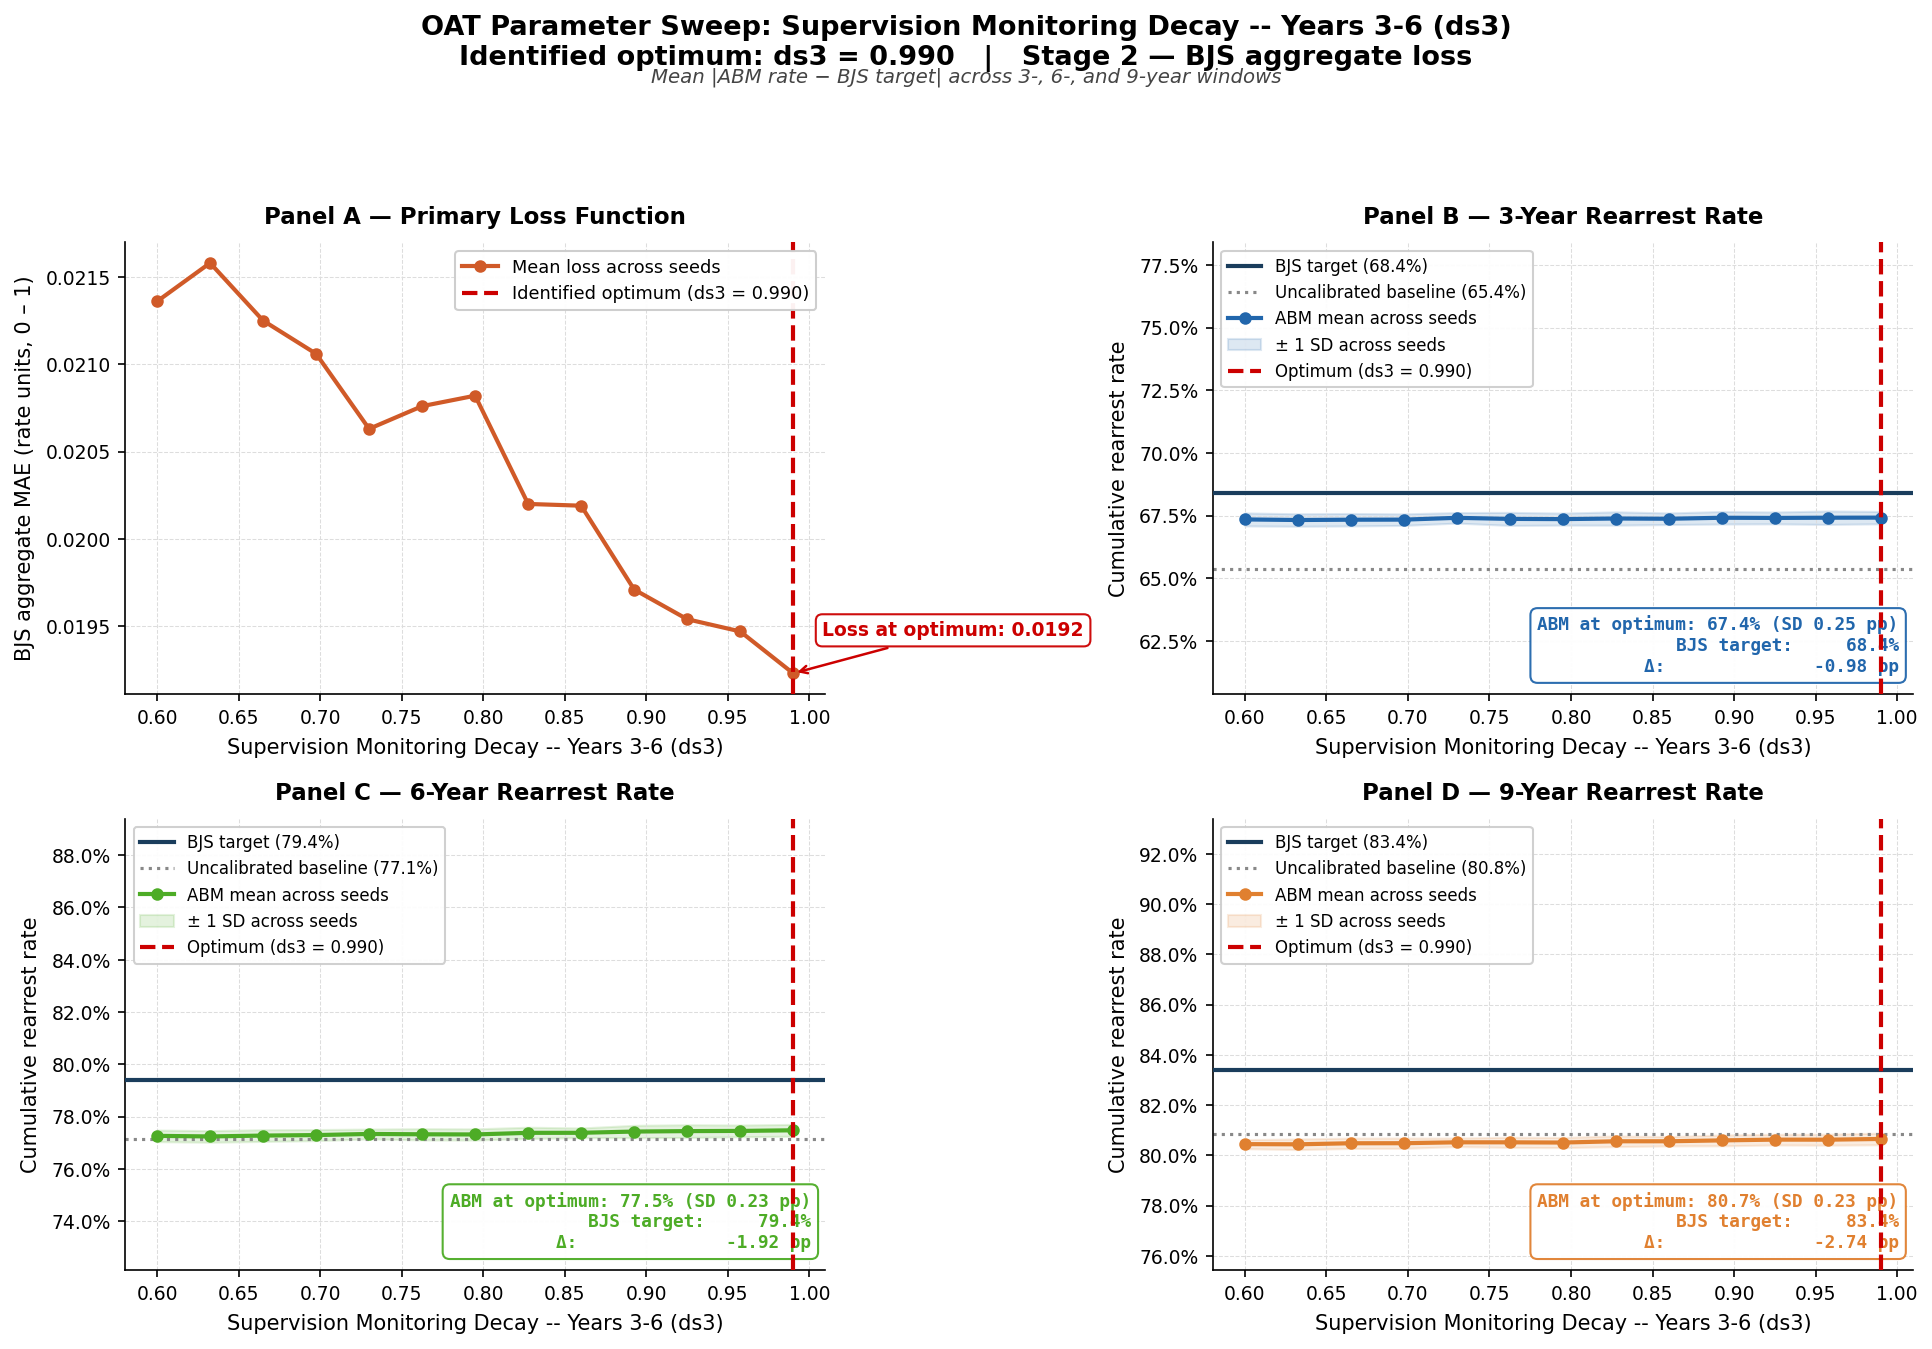 OAT Parameter Sweep: Supervision Monitoring Decay -- Years 3-6 (ds3)
Identified optimum: ds3 = 0.990   |   Stage 2 — BJS aggregate loss
Mean |ABM rate − BJS target| across 3-, 6-, and 9-year windows
Panel A — Primary Loss Function
BJS aggregate MAE (rate units, 0 – 1)
0.0215
0.0210
0.0205
0.0200
0.0195
Mean loss across seeds
Identified optimum (ds3 = 0.990)
Loss at optimum: 0.0192
0.60 0.65 0.70 0.75 0.80 0.85 0.90 0.95 1.00
Supervision Monitoring Decay -- Years 3-6 (ds3)
Panel B — 3-Year Rearrest Rate
Cumulative rearrest rate
77.5%
75.0%
72.5%
70.0%
67.5%
65.0%
62.5%
BJS target (68.4%)
Uncalibrated baseline (65.4%)
ABM mean across seeds
± 1 SD across seeds
Optimum (ds3 = 0.990)
ABM at optimum: 67.4% (SD 0.25 pp)
BJS target: 68.4%
Δ: -0.98 pp
0.60 0.65 0.70 0.75 0.80 0.85 0.90 0.95 1.00
Supervision Monitoring Decay -- Years 3-6 (ds3)
Panel C — 6-Year Rearrest Rate
Cumulative rearrest rate
88.0%
86.0%
84.0%
82.0%
80.0%
78.0%
76.0%
74.0%
BJS target (79.4%)
Uncalibrated baseline (77.1%)
ABM mean across seeds
± 1 SD across seeds
Optimum (ds3 = 0.990)
ABM at optimum: 77.5% (SD 0.23 pp)
BJS target: 79.4%
Δ: -1.92 pp
0.60 0.65 0.70 0.75 0.80 0.85 0.90 0.95 1.00
Supervision Monitoring Decay -- Years 3-6 (ds3)
Panel D — 9-Year Rearrest Rate
Cumulative rearrest rate
92.0%
90.0%
88.0%
86.0%
84.0%
82.0%
80.0%
78.0%
76.0%
BJS target (83.4%)
Uncalibrated baseline (80.8%)
ABM mean across seeds
± 1 SD across seeds
Optimum (ds3 = 0.990)
ABM at optimum: 80.7% (SD 0.23 pp)
BJS target: 83.4%
Δ: -2.74 pp
0.60 0.65 0.70 0.75 0.80 0.85 0.90 0.95 1.00
Supervision Monitoring Decay -- Years 3-6 (ds3)